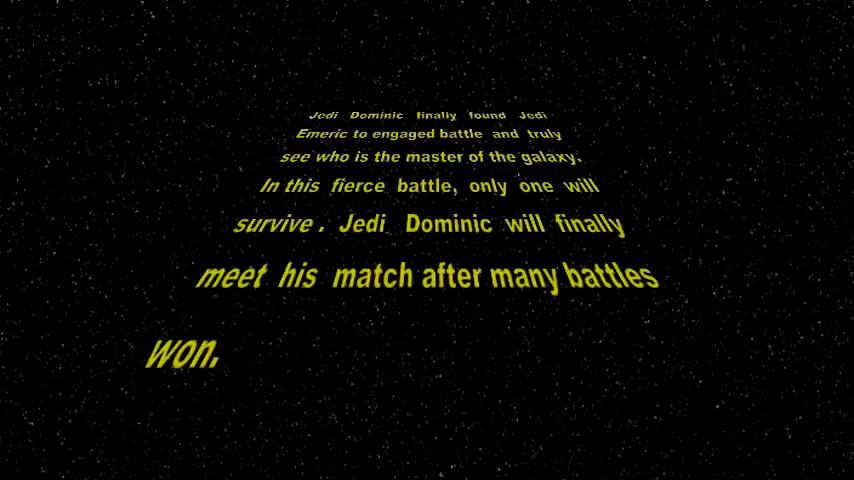 Jedi Dominic finally found Jedi
Emeric to engaged battle and truly
see who is the master of the galaxy.
In this fierce battle, only one will
survive . Jedi Dominic will finally
meet his match after many battles
won.